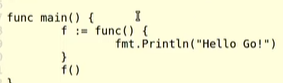 func main() {
        f := func() {
                fmt.Println("Hello Go!")
        }
        f()
}